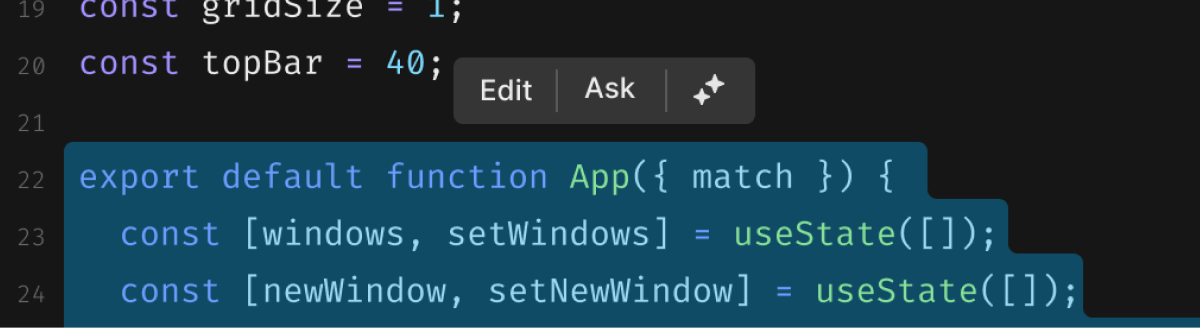 19 const gridSize = 1;
20 const topBar = 40;
Edit Ask
21
22 export default function App({ match }) {
23 const [windows, setWindows] = useState([]);
24 const [newWindow, setNewWindow] = useState([]);